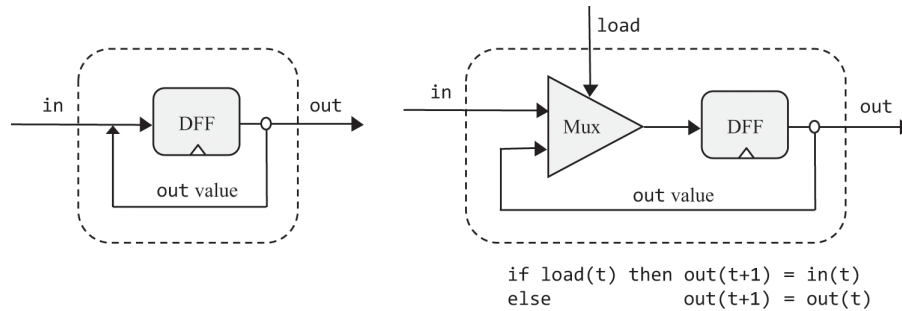 in
DFF
out
out value
load
in
Mux
DFF
out
out value
if load(t) then out(t+1) = in(t)
else            out(t+1) = out(t)